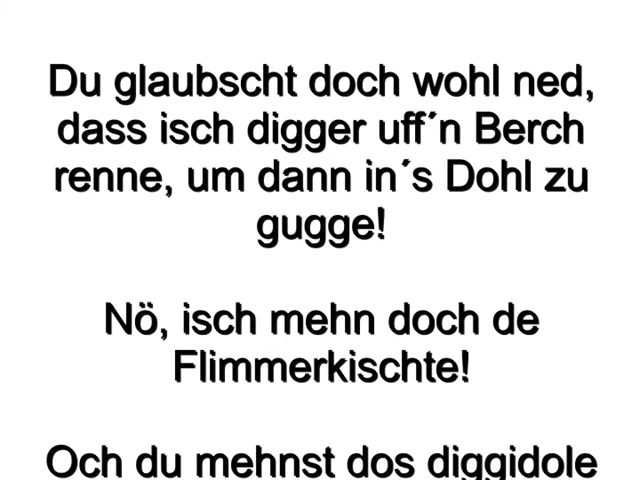 Du glaubscht doch wohl ned,
dass isch digger uff´n Berch
renne, um dann in´s Dohl zu
gugge!
Nö, isch mehn doch de
Flimmerkischte!
Och du mehnst dos diggidole